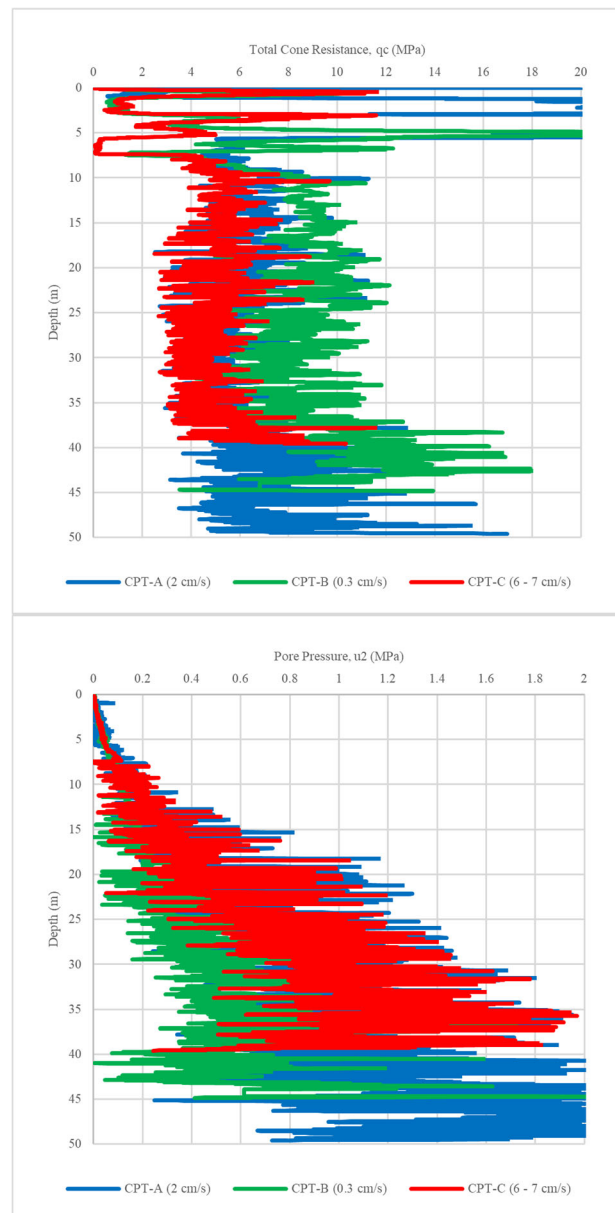 Total Cone Resistance, qc (MPa)
0 2 4 6 8 10 12 14 16 18 20
0
5
10
15
20
25
30
35
40
45
50
Depth (m)
CPT-A (2 cm/s) CPT-B (0.3 cm/s) CPT-C (6 - 7 cm/s)
Pore Pressure, u2 (MPa)
0 0.2 0.4 0.6 0.8 1 1.2 1.4 1.6 1.8 2
0
5
10
15
20
25
30
35
40
45
50
Depth (m)
CPT-A (2 cm/s) CPT-B (0.3 cm/s) CPT-C (6 - 7 cm/s)